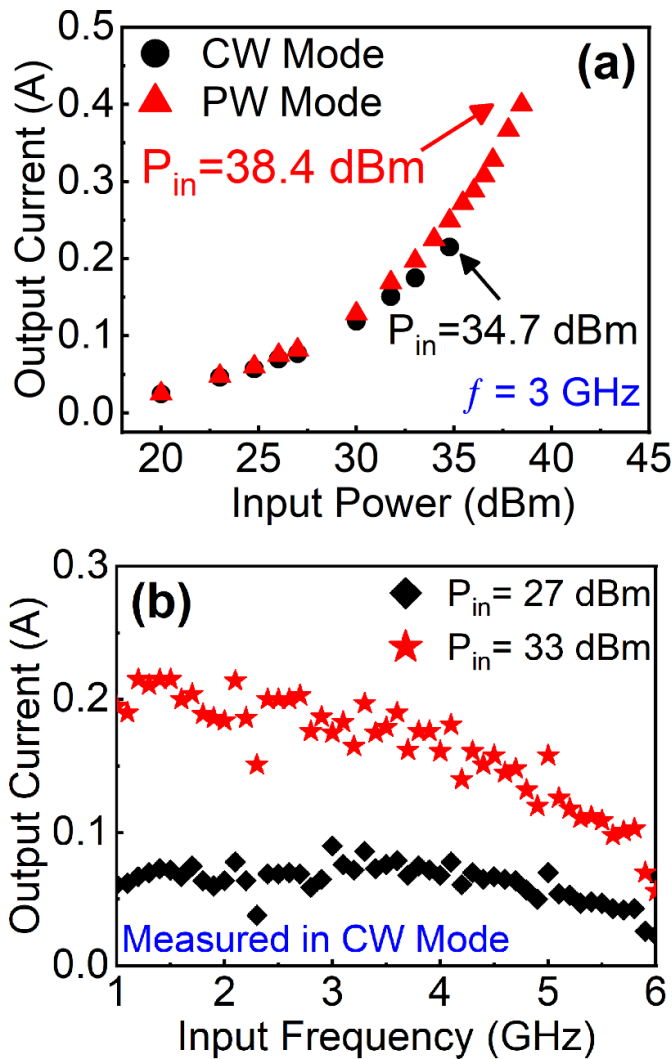 (a)
CW Mode
PW Mode
P_in=38.4 dBm
P_in=34.7 dBm
f = 3 GHz
Output Current (A)
0.5
0.4
0.3
0.2
0.1
0.0
20 25 30 35 40 45
Input Power (dBm)
(b)
P_in= 27 dBm
P_in= 33 dBm
Measured in CW Mode
Output Current (A)
0.3
0.2
0.1
0.0
1 2 3 4 5 6
Input Frequency (GHz)